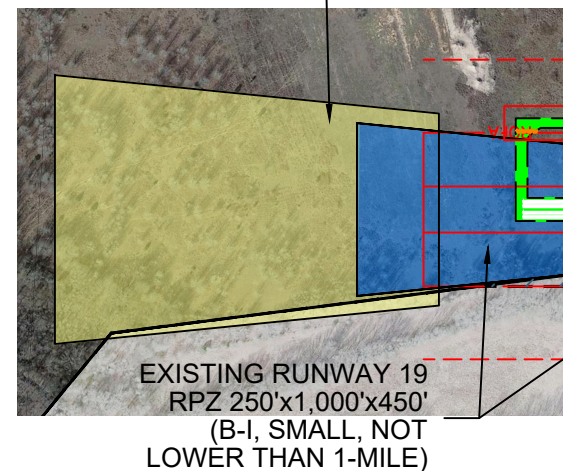 EXISTING RUNWAY 19
RPZ 250'x1,000'x450'
(B-I, SMALL, NOT
LOWER THAN 1-MILE)